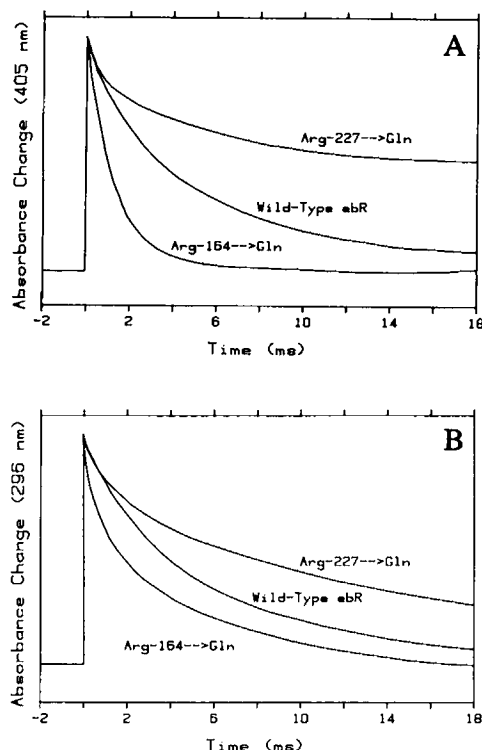 A
Absorbance Change (405 nm)
Arg-227-->Gln
Wild-Type ebR
Arg-164-->Gln
-2 2 6 10 14 18
Time (ms)
B
Absorbance Change (296 nm)
Arg-227-->Gln
Wild-Type ebR
Arg-164-->Gln
-2 2 6 10 14 18
Time (ms)